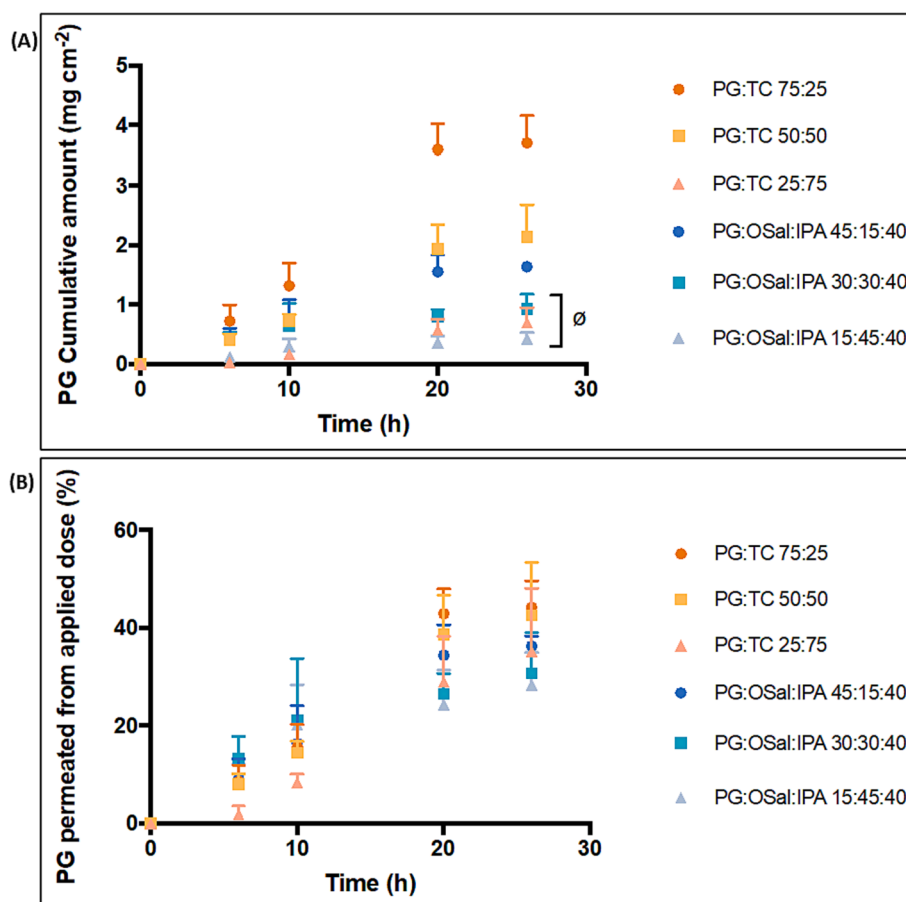 (A)
PG Cumulative amount (mg cm⁻²)
5
4
3
2
1
0
0
10
20
30
Time (h)
Ø
PG:TC 75:25
PG:TC 50:50
PG:TC 25:75
PG:OSal:IPA 45:15:40
PG:OSal:IPA 30:30:40
PG:OSal:IPA 15:45:40
(B)
PG permeated from applied dose (%)
60
40
20
0
0
10
20
30
Time (h)
PG:TC 75:25
PG:TC 50:50
PG:TC 25:75
PG:OSal:IPA 45:15:40
PG:OSal:IPA 30:30:40
PG:OSal:IPA 15:45:40